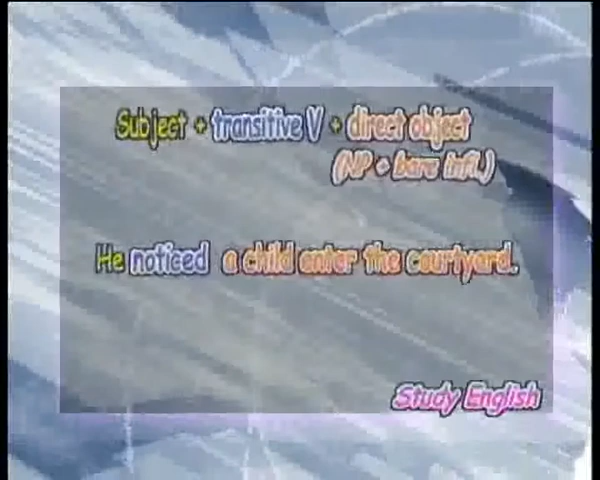 Subject + transitive V + direct object
(NP + bare infi.)
He noticed a child enter the courtyard.
Study English